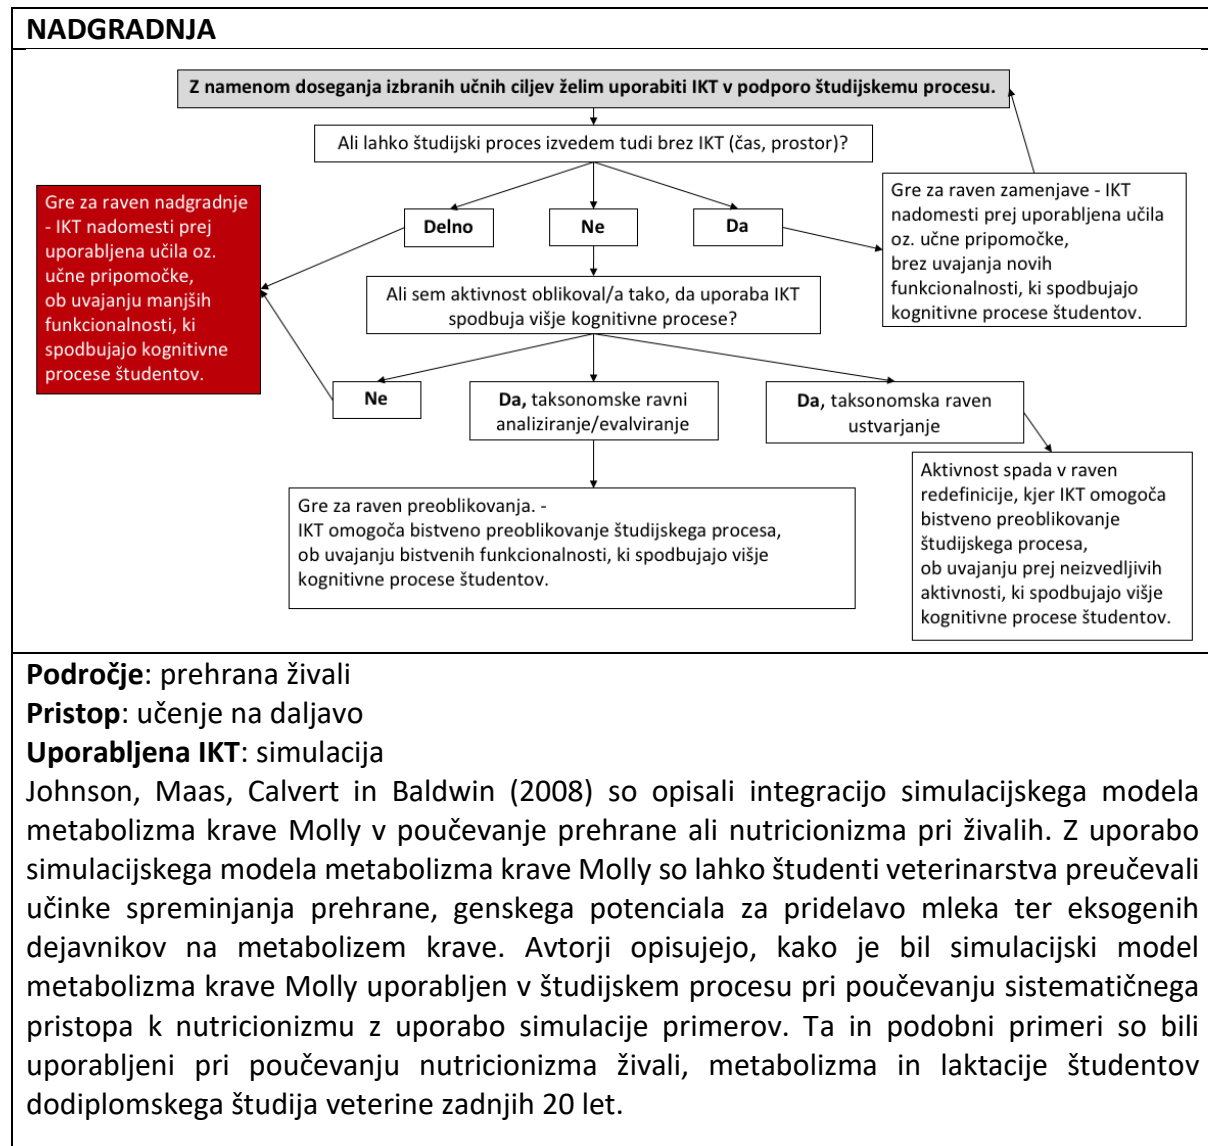 NADGRADNJA
Z namenom doseganja izbranih učnih ciljev želim uporabiti IKT v podporo študijskemu procesu.
Ali lahko študijski proces izvedem tudi brez IKT (čas, prostor)?
Gre za raven nadgradnje
- IKT nadomesti prej
uporabljena učila oz.
učne pripomočke,
ob uvajanju manjših
funkcionalnosti, ki
spodbujajo kognitivne
procese študentov.
Delno
Ne
Da
Gre za raven zamenjave - IKT
nadomesti prej uporabljena učila
oz. učne pripomočke,
brez uvajanja novih
funkcionalnosti, ki spodbujajo
kognitivne procese študentov.
Ali sem aktivnost oblikoval/a tako, da uporaba IKT
spodbuja višje kognitivne procese?
Ne
Da, taksonomske ravni
analiziranje/evalviranje
Da, taksonomska raven
ustvarjanje
Gre za raven preoblikovanja. -
IKT omogoča bistveno preoblikovanje študijskega procesa,
ob uvajanju bistvenih funkcionalnosti, ki spodbujajo višje
kognitivne procese študentov.
Aktivnost spada v raven
redefinicije, kjer IKT omogoča
bistveno preoblikovanje
študijskega procesa,
ob uvajanju prej neizvedljivih
aktivnosti, ki spodbujajo višje
kognitivne procese študentov.
Področje: prehrana živali
Pristop: učenje na daljavo
Uporabljena IKT: simulacija
Johnson, Maas, Calvert in Baldwin (2008) so opisali integracijo simulacijskega modela
metabolizma krave Molly v poučevanje prehrane ali nutricionizma pri živalih. Z uporabo
simulacijskega modela metabolizma krave Molly so lahko študenti veterinarstva preučevali
učinke spreminjanja prehrane, genskega potenciala za pridelavo mleka ter eksogenih
dejavnikov na metabolizem krave. Avtorji opisujejo, kako je bil simulacijski model
metabolizma krave Molly uporabljen v študijskem procesu pri poučevanju sistematičnega
pristopa k nutricionizmu z uporabo simulacije primerov. Ta in podobni primeri so bili
uporabljeni pri poučevanju nutricionizma živali, metabolizma in laktacije študentov
dodiplomskega študija veterine zadnjih 20 let.